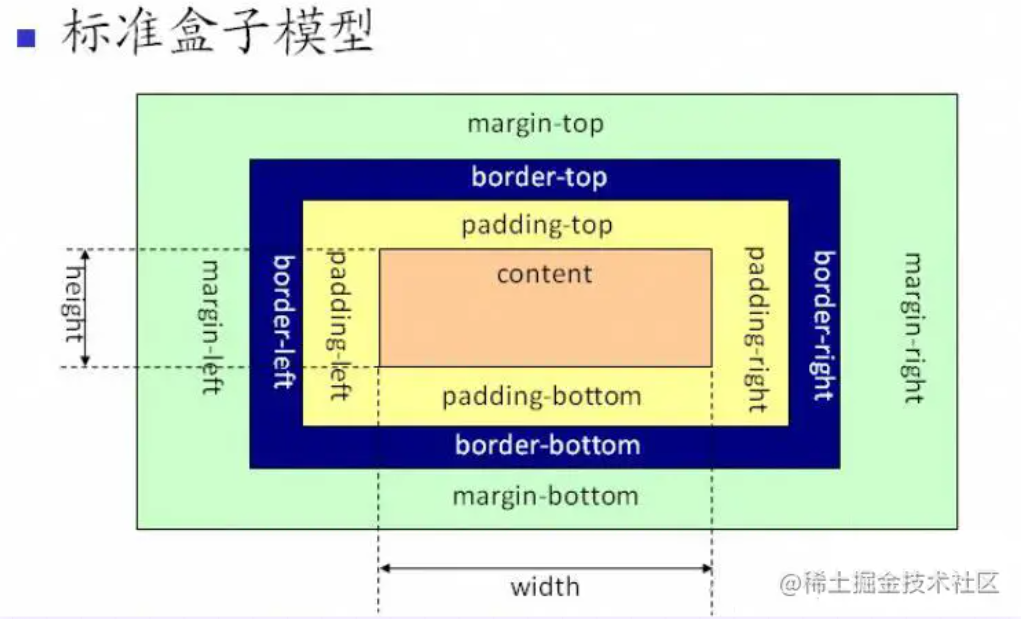 标准盒子模型
margin-top
border-top
padding-top
content
height
margin-left
border-left
padding-left
padding-right
border-right
margin-right
padding-bottom
border-bottom
margin-bottom
width
@稀土掘金技术社区